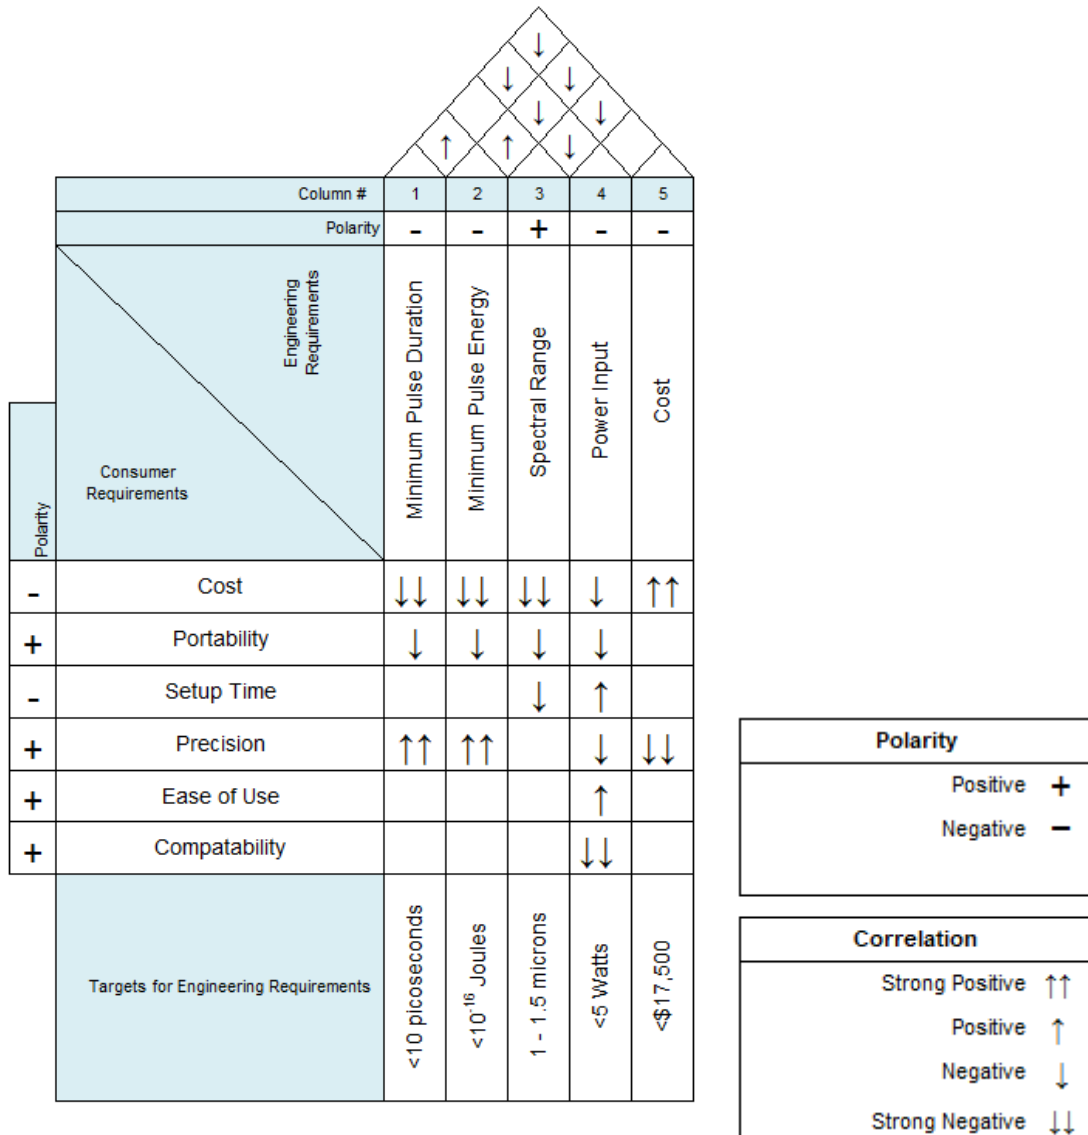 ↓
↓ ↓
↓ ↓
↑ ↑ ↓
Column # 1 2 3 4 5
Polarity - - + - -
Engineering
Requirements
Consumer
Requirements
Polarity
Minimum Pulse Duration
Minimum Pulse Energy
Spectral Range
Power Input
Cost
- Cost ↓↓ ↓↓ ↓↓ ↓ ↑↑
+ Portability ↓ ↓ ↓ ↓
- Setup Time ↓ ↑
+ Precision ↑↑ ↑↑ ↓ ↓↓
+ Ease of Use ↑
+ Compatability ↓↓
Targets for Engineering Requirements
<10 picoseconds
<10⁻¹⁶ Joules
1 - 1.5 microns
<5 Watts
<$17,500
Polarity
Positive +
Negative -
Correlation
Strong Positive ↑↑
Positive ↑
Negative ↓
Strong Negative ↓↓